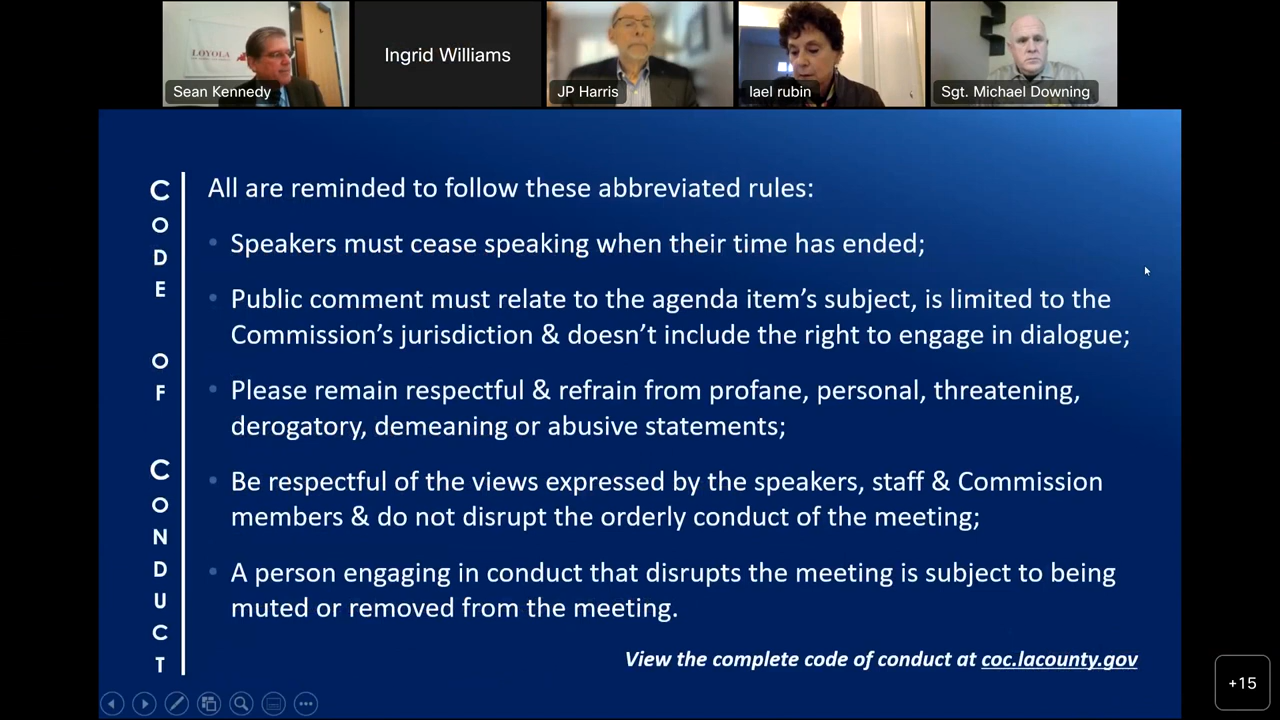 LOYOLA
Sean Kennedy
Ingrid Williams
JP Harris
lael rubin
Sgt. Michael Downing
CODE OF CONDUCT
All are reminded to follow these abbreviated rules:
Speakers must cease speaking when their time has ended;
Public comment must relate to the agenda item's subject, is limited to the
Commission's jurisdiction & doesn't include the right to engage in dialogue;
Please remain respectful & refrain from profane, personal, threatening,
derogatory, demeaning or abusive statements;
Be respectful of the views expressed by the speakers, staff & Commission
members & do not disrupt the orderly conduct of the meeting;
A person engaging in conduct that disrupts the meeting is subject to being
muted or removed from the meeting.
View the complete code of conduct at coc.lacounty.gov
+15